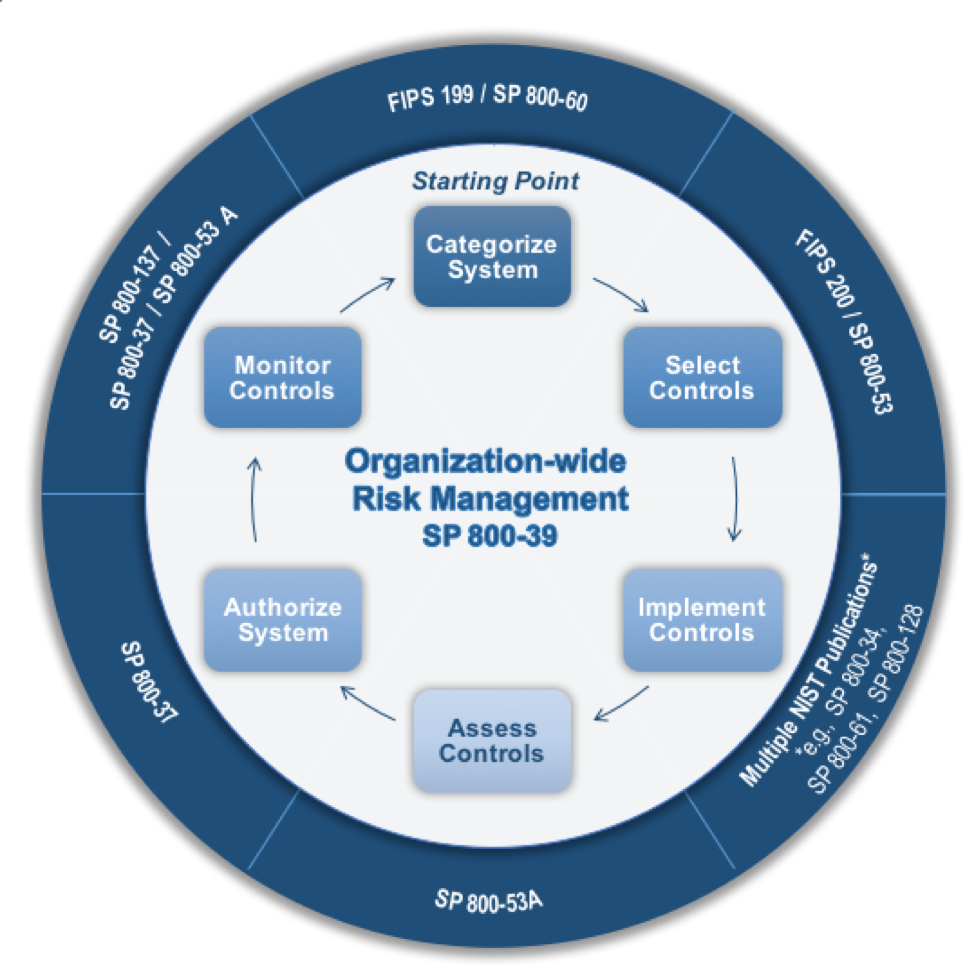 FIPS 199 / SP 800-60
Starting Point
Categorize
System
FIPS 200 / SP 800-53
Select
Controls
Multiple NIST Publications*
*e.g., SP 800-34,
SP 800-61, SP 800-128
Implement
Controls
SP 800-53A
Assess
Controls
SP 800-37
Authorize
System
SP 800-137 /
SP 800-37 / SP 800-53 A
Monitor
Controls
Organization-wide
Risk Management
SP 800-39